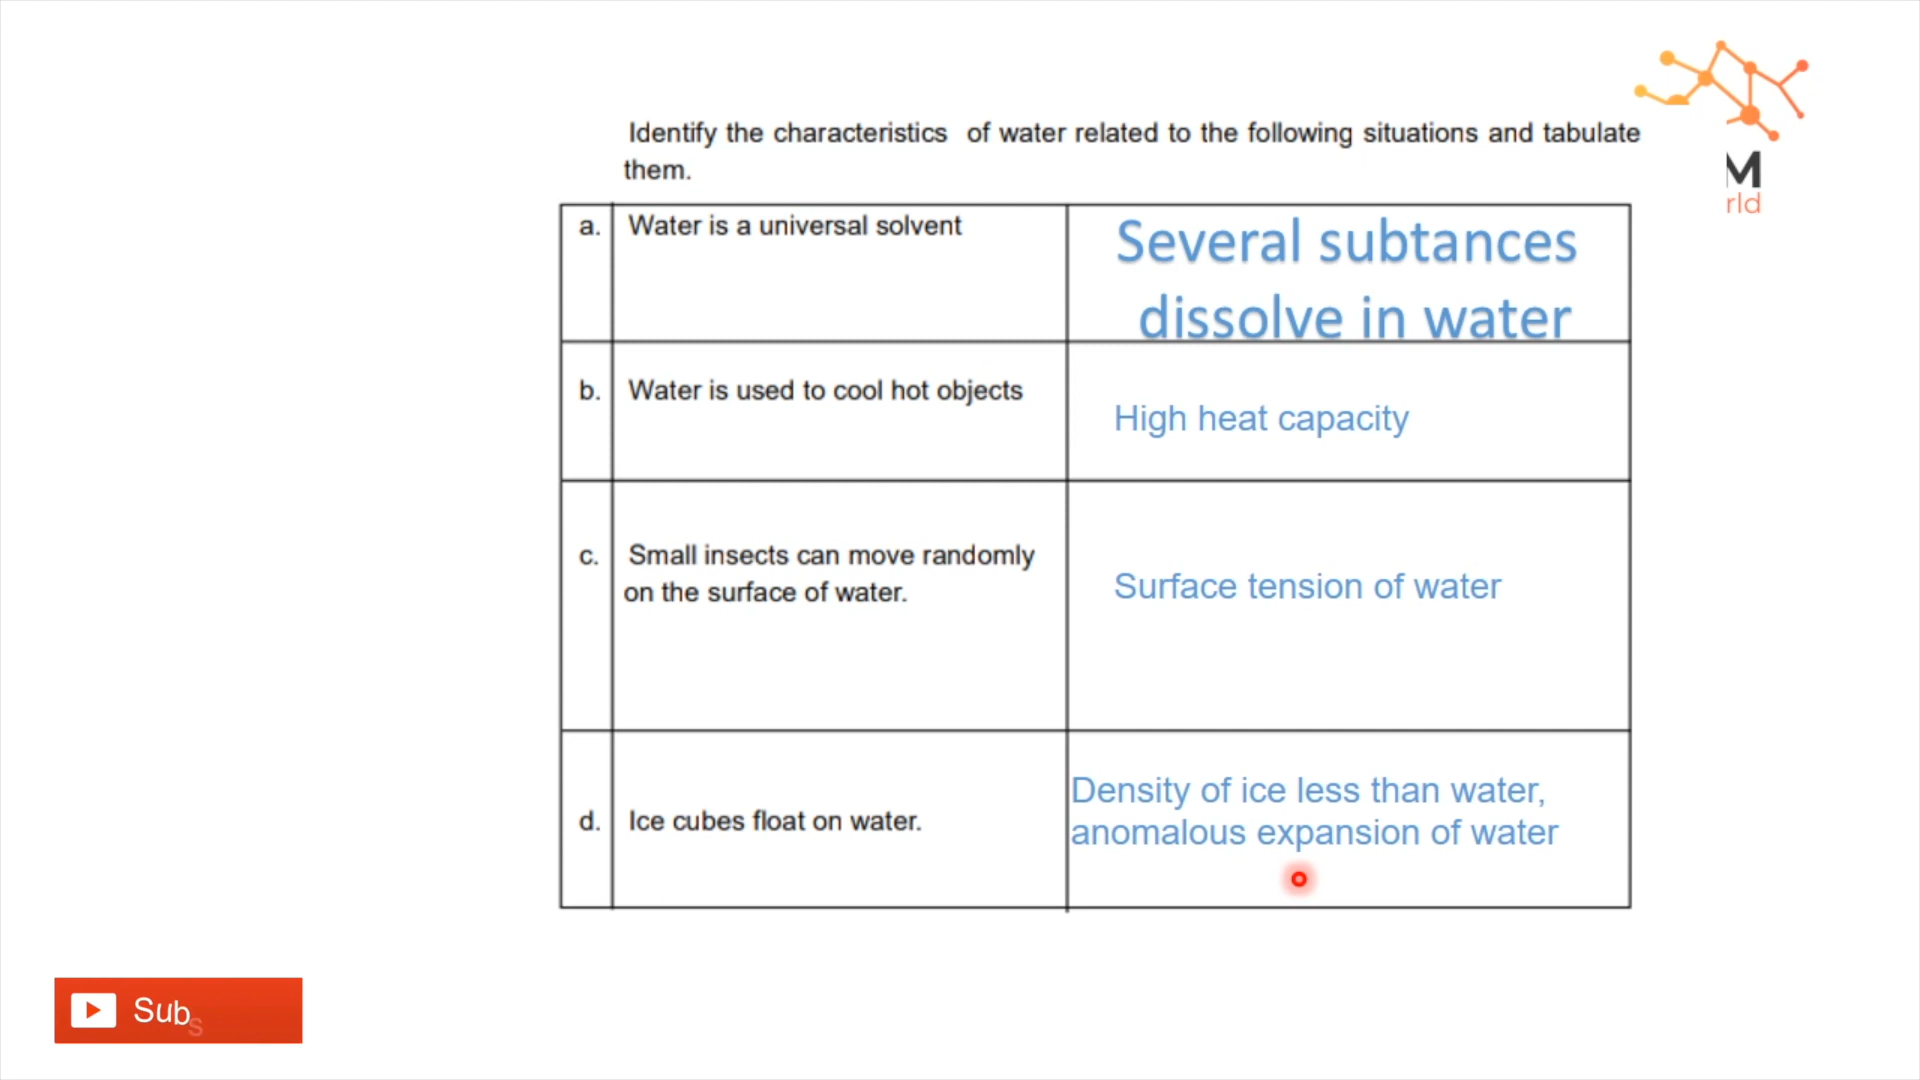 Identify the characteristics of water related to the following situations and tabulate
them.
M
rld
a. Water is a universal solvent
Several subtances
dissolve in water
b. Water is used to cool hot objects
High heat capacity
c. Small insects can move randomly
on the surface of water.
Surface tension of water
d. Ice cubes float on water.
Density of ice less than water,
anomalous expansion of water
Subs